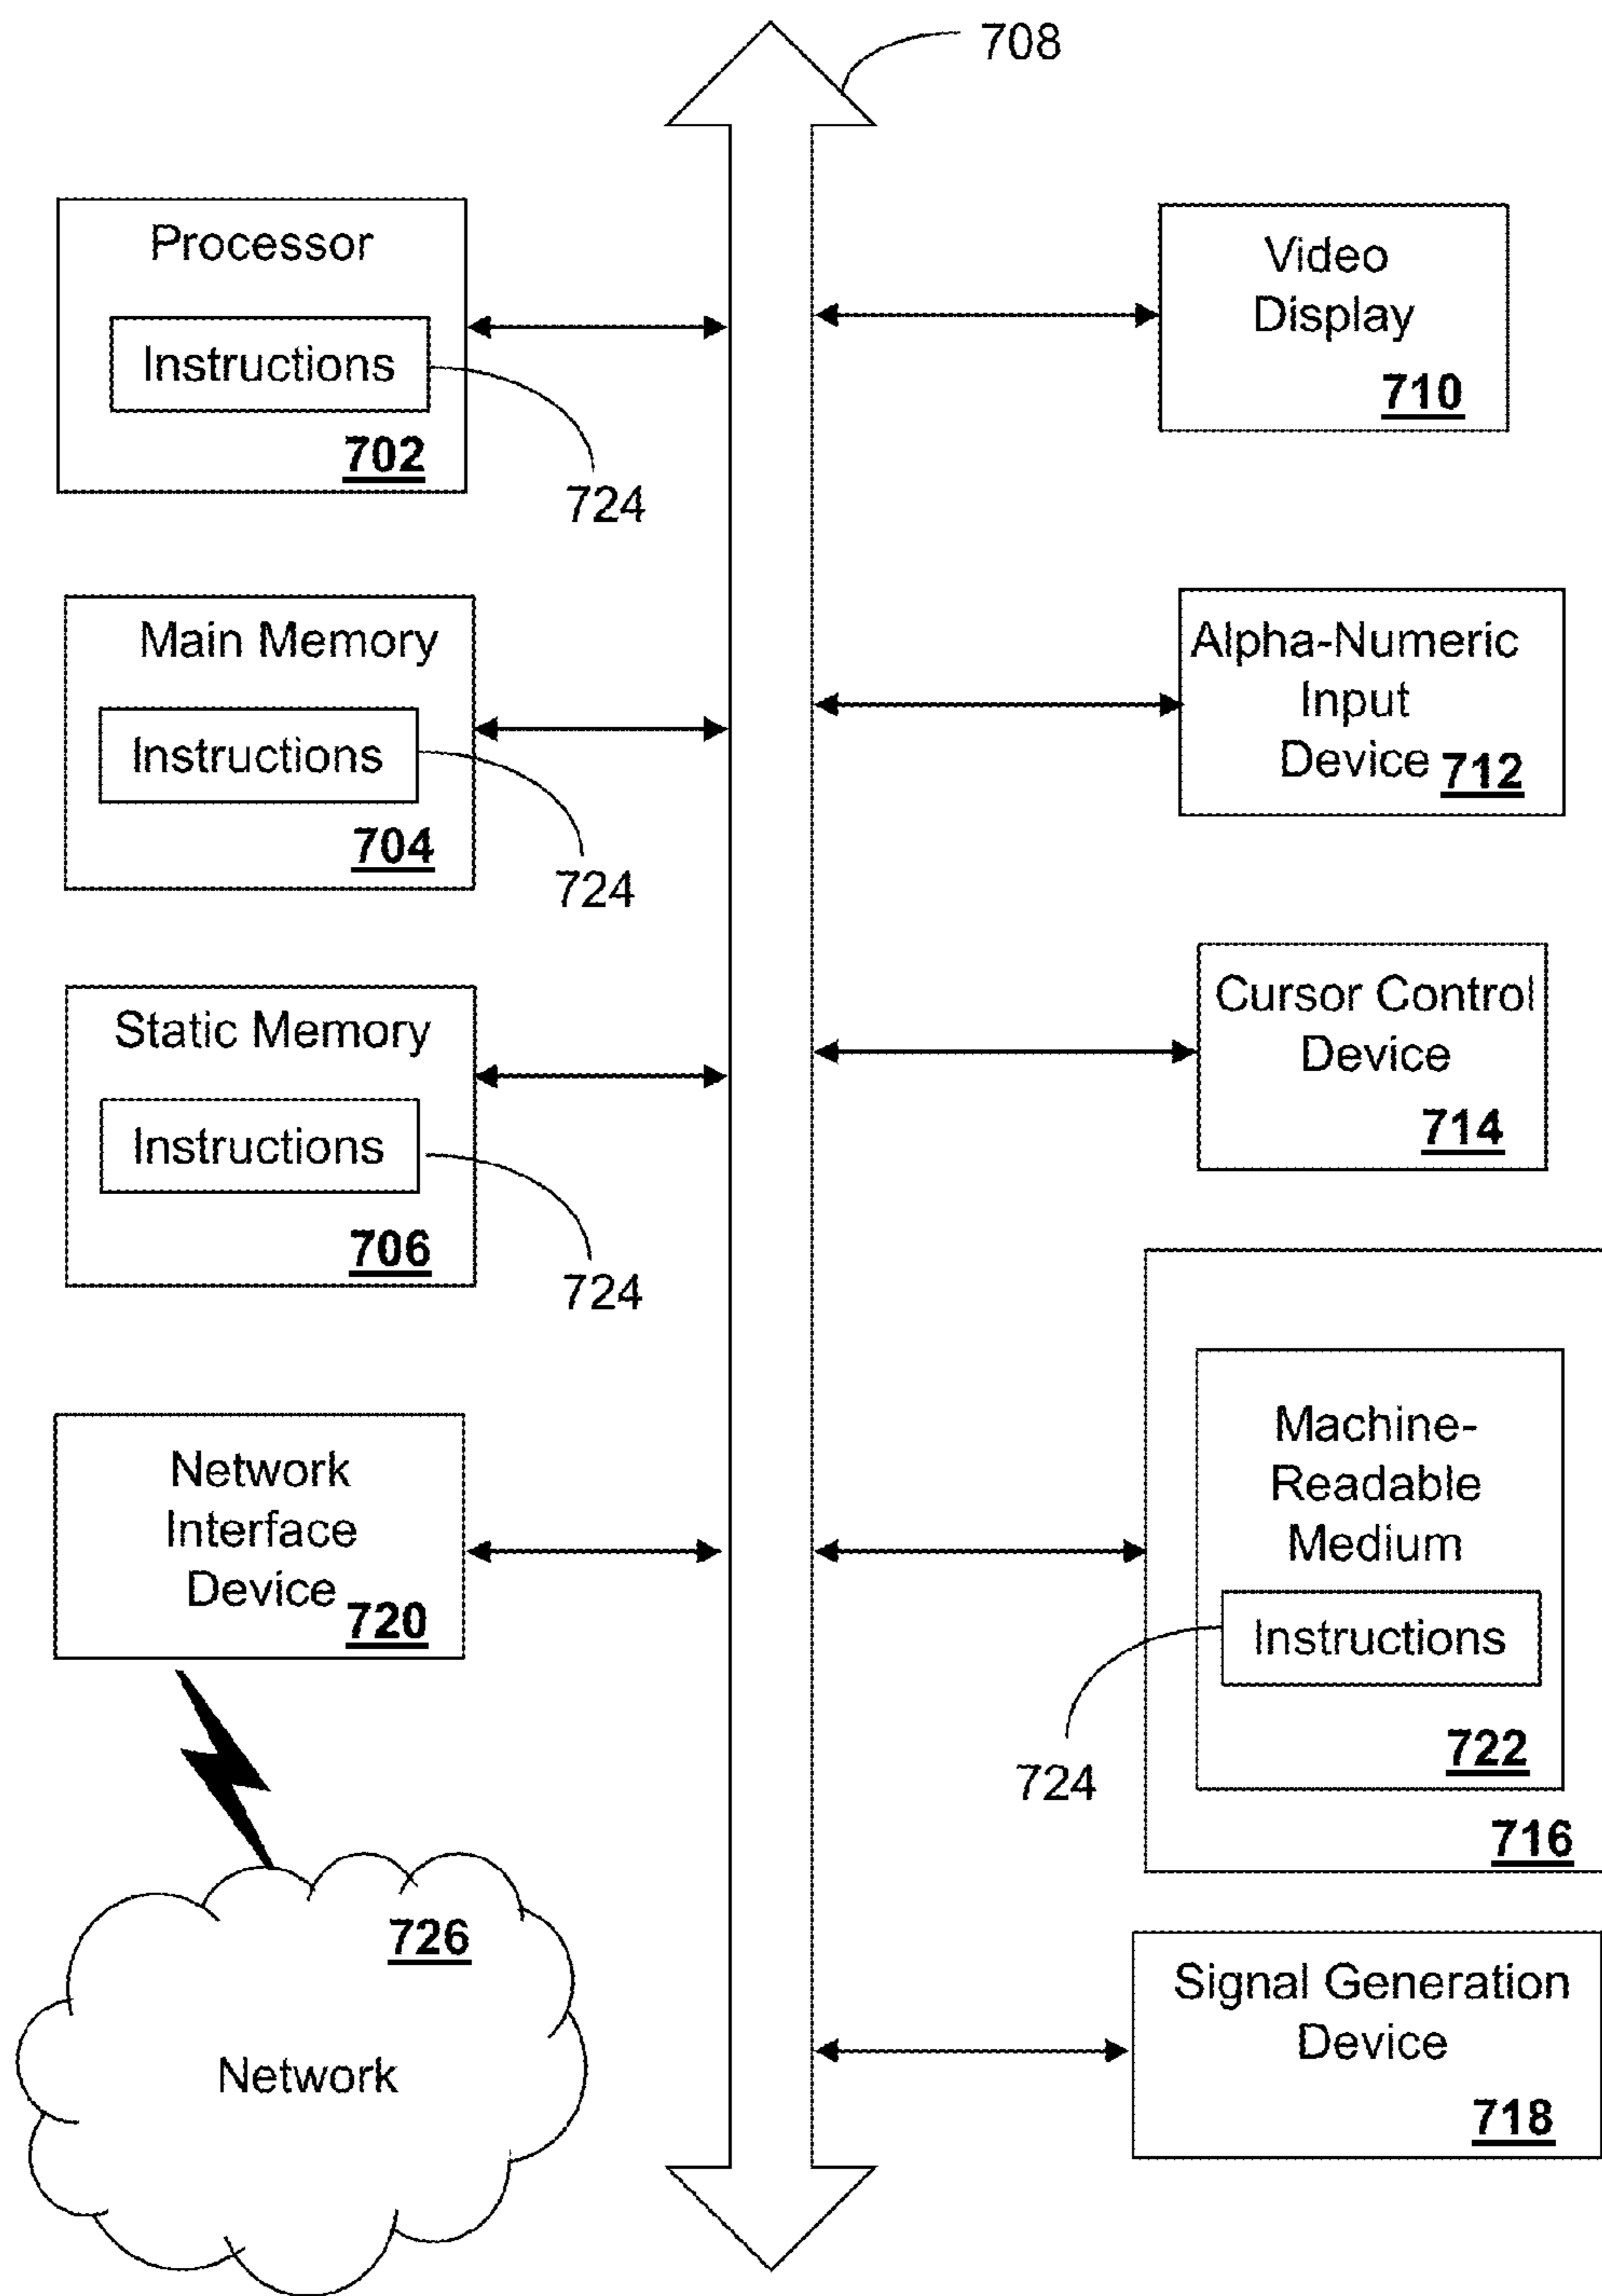 708
Processor
Instructions
702
724
Main Memory
Instructions
704
724
Static Memory
Instructions
706
724
Network
Interface
Device
720
726
Network
Video
Display
710
Alpha-Numeric
Input
Device 712
Cursor Control
Device
714
Machine-
Readable
Medium
Instructions
724
722
716
Signal Generation
Device
718